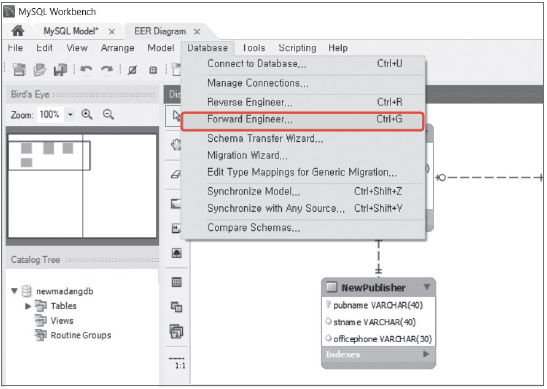 MySQL Workbench
MySQL Model* ×
EER Diagram ×
File Edit View Arrange Model Database Tools Scripting Help
Bird's Eye
Zoom: 100%
Connect to Database... Ctrl+U
Manage Connections...
Reverse Engineer... Ctrl+R
Forward Engineer... Ctrl+G
Schema Transfer Wizard...
Migration Wizard...
Edit Type Mappings for Generic Migration...
Synchronize Model... Ctrl+Shift+Z
Synchronize with Any Source... Ctrl+Shift+Y
Compare Schemas...
Catalog Tree
newmadangdb
Tables
Views
Routine Groups
1:1
NewPublisher
pubname VARCHAR(40)
stname VARCHAR(40)
officephone VARCHAR(30)
Indexes